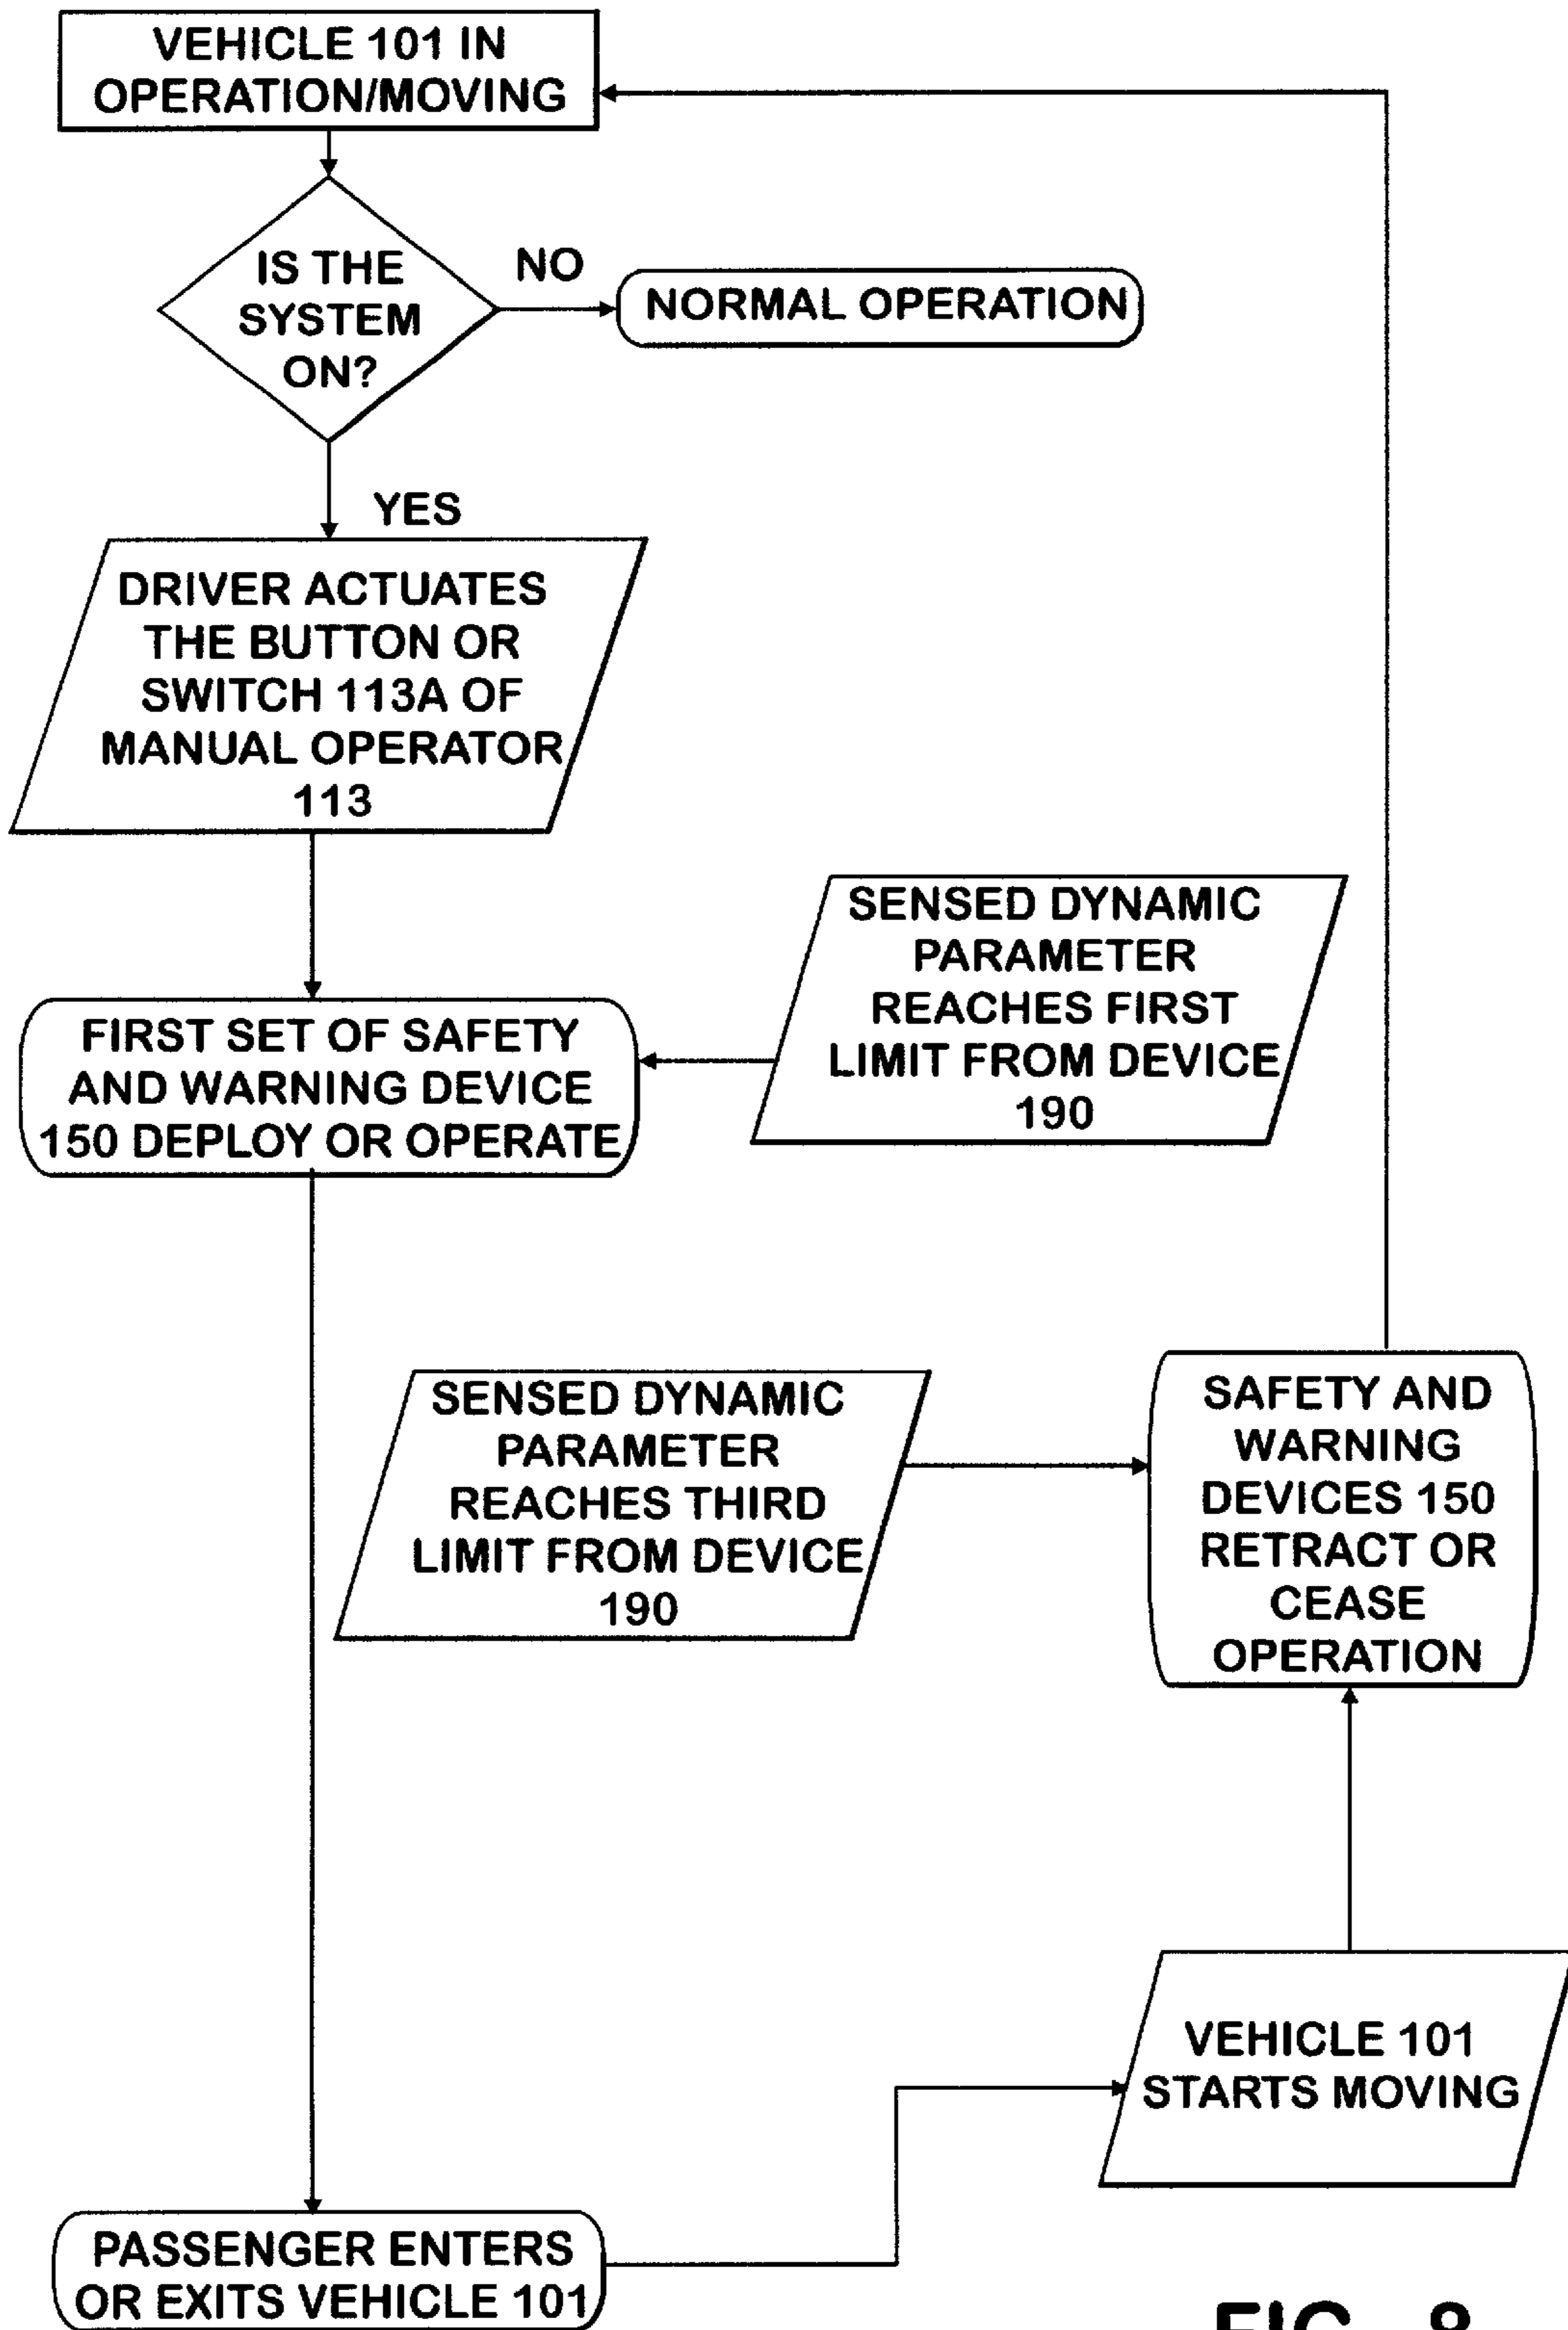 VEHICLE 101 IN
OPERATION/MOVING
IS THE
SYSTEM
ON?
NO
NORMAL OPERATION
YES
DRIVER ACTUATES
THE BUTTON OR
SWITCH 113A OF
MANUAL OPERATOR
113
SENSED DYNAMIC
PARAMETER
REACHES FIRST
LIMIT FROM DEVICE
190
FIRST SET OF SAFETY
AND WARNING DEVICE
150 DEPLOY OR OPERATE
SENSED DYNAMIC
PARAMETER
REACHES THIRD
LIMIT FROM DEVICE
190
SAFETY AND
WARNING
DEVICES 150
RETRACT OR
CEASE
OPERATION
VEHICLE 101
STARTS MOVING
PASSENGER ENTERS
OR EXITS VEHICLE 101
FIG. 8